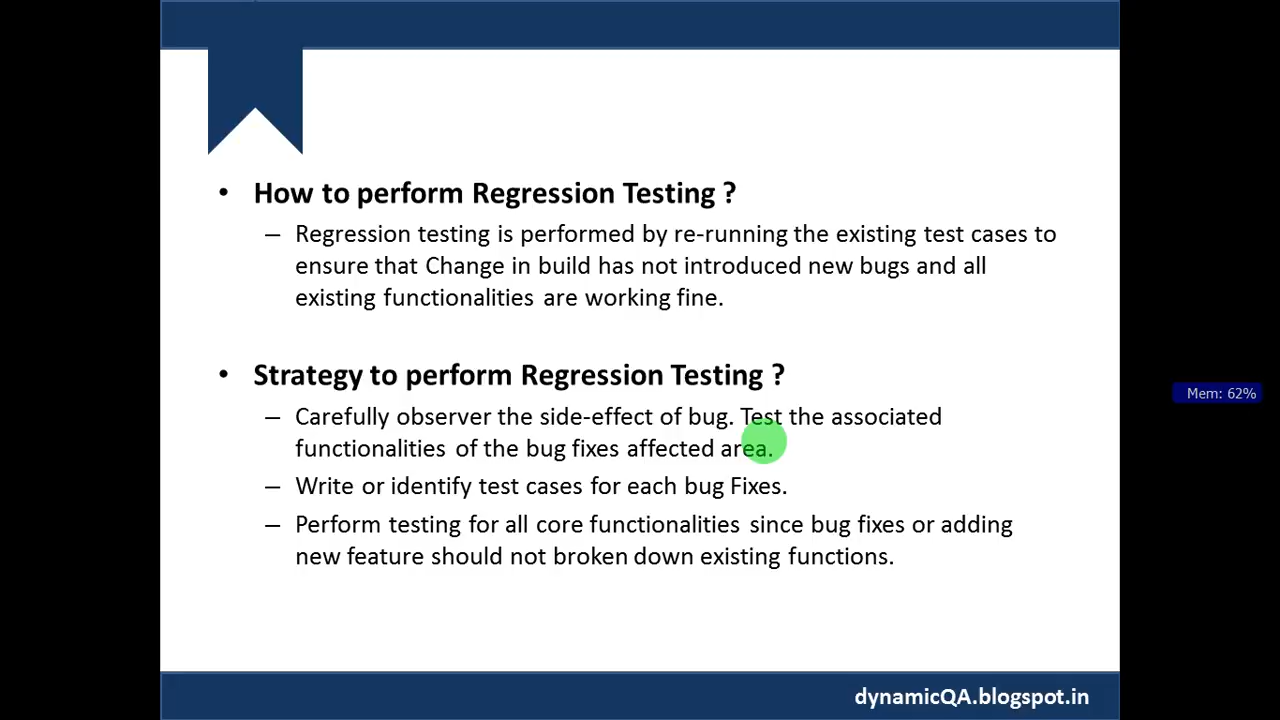 • How to perform Regression Testing ?
– Regression testing is performed by re-running the existing test cases to
ensure that Change in build has not introduced new bugs and all
existing functionalities are working fine.
• Strategy to perform Regression Testing ?
– Carefully observer the side-effect of bug. Test the associated
functionalities of the bug fixes affected area.
– Write or identify test cases for each bug Fixes.
– Perform testing for all core functionalities since bug fixes or adding
new feature should not broken down existing functions.
Mem: 62%
dynamicQA.blogspot.in